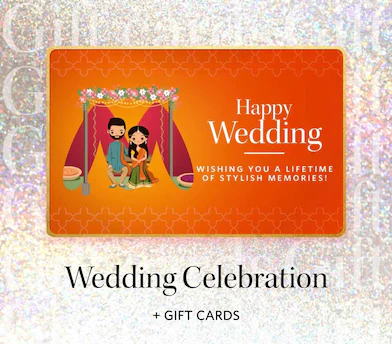 Happy
Wedding
WISHING YOU A LIFETIME
OF STYLISH MEMORIES!
Wedding Celebration
+ GIFT CARDS